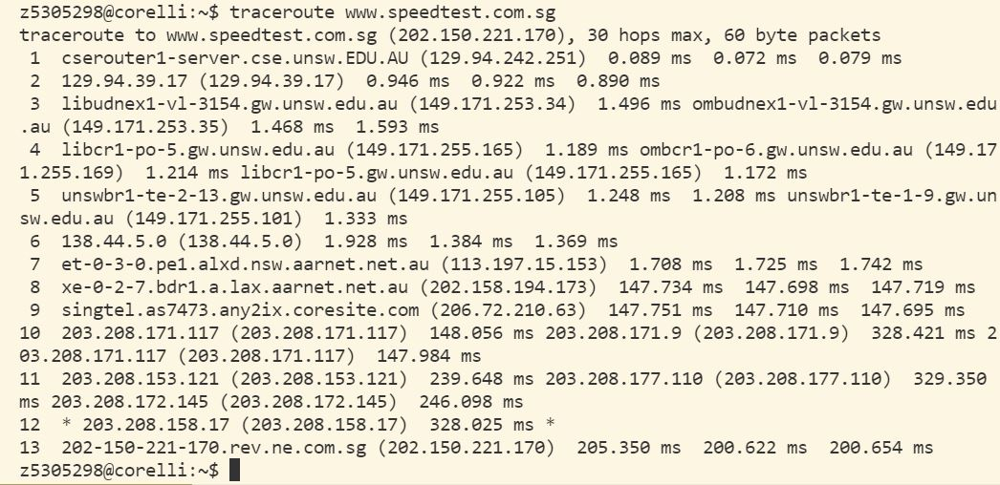 z5305298@corelli:~$ traceroute www.speedtest.com.sg
traceroute to www.speedtest.com.sg (202.150.221.170), 30 hops max, 60 byte packets
 1  cserouter1-server.cse.unsw.EDU.AU (129.94.242.251)  0.089 ms  0.072 ms  0.079 ms
 2  129.94.39.17 (129.94.39.17)  0.946 ms  0.922 ms  0.890 ms
 3  libudnex1-vl-3154.gw.unsw.edu.au (149.171.253.34)  1.496 ms ombudnex1-vl-3154.gw.unsw.edu
.au (149.171.253.35)  1.468 ms  1.593 ms
 4  libcr1-po-5.gw.unsw.edu.au (149.171.255.165)  1.189 ms ombcr1-po-6.gw.unsw.edu.au (149.17
1.255.169)  1.214 ms libcr1-po-5.gw.unsw.edu.au (149.171.255.165)  1.172 ms
 5  unswbr1-te-2-13.gw.unsw.edu.au (149.171.255.105)  1.248 ms  1.208 ms unswbr1-te-1-9.gw.un
sw.edu.au (149.171.255.101)  1.333 ms
 6  138.44.5.0 (138.44.5.0)  1.928 ms  1.384 ms  1.369 ms
 7  et-0-3-0.pe1.alxd.nsw.aarnet.net.au (113.197.15.153)  1.708 ms  1.725 ms  1.742 ms
 8  xe-0-2-7.bdr1.a.lax.aarnet.net.au (202.158.194.173)  147.734 ms  147.698 ms  147.719 ms
 9  singtel.as7473.any2ix.coresite.com (206.72.210.63)  147.751 ms  147.710 ms  147.695 ms
10  203.208.171.117 (203.208.171.117)  148.056 ms 203.208.171.9 (203.208.171.9)  328.421 ms 2
03.208.171.117 (203.208.171.117)  147.984 ms
11  203.208.153.121 (203.208.153.121)  239.648 ms 203.208.177.110 (203.208.177.110)  329.350
ms 203.208.172.145 (203.208.172.145)  246.098 ms
12  * 203.208.158.17 (203.208.158.17)  328.025 ms *
13  202-150-221-170.rev.ne.com.sg (202.150.221.170)  205.350 ms  200.622 ms  200.654 ms
z5305298@corelli:~$